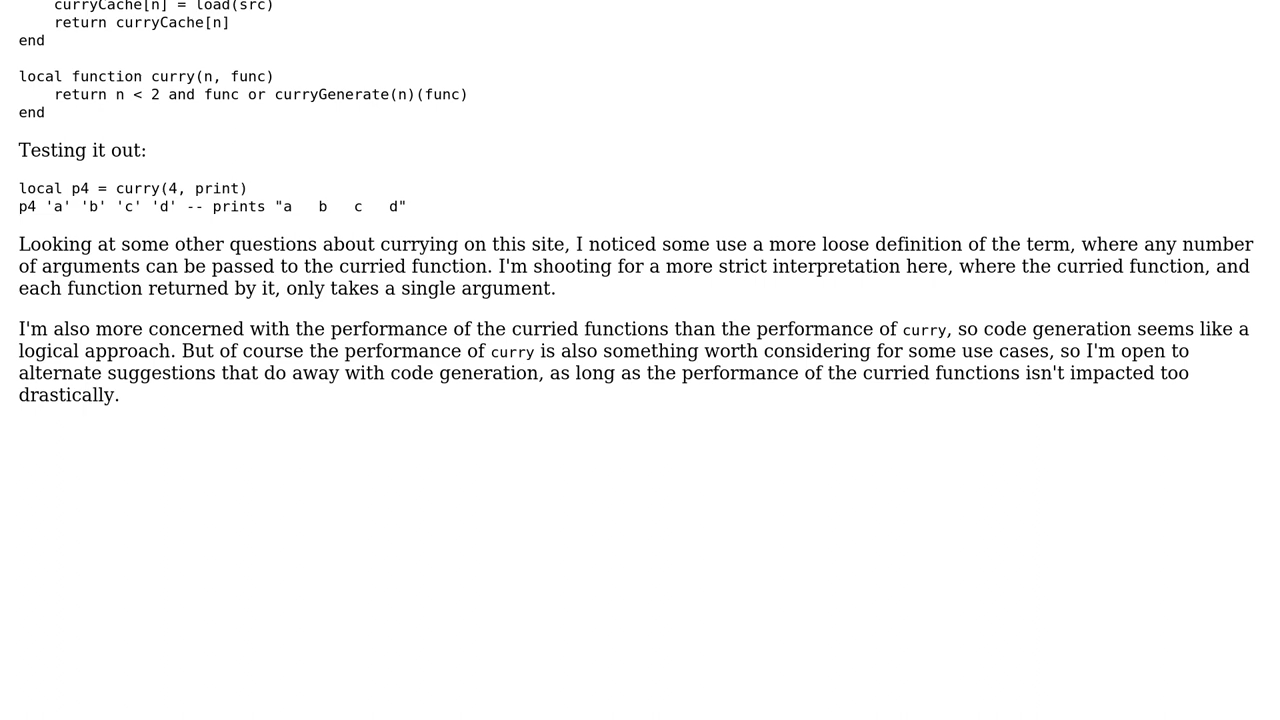 curryCache[n] = load(src)
    return curryCache[n]
end
local function curry(n, func)
    return n < 2 and func or curryGenerate(n)(func)
end
Testing it out:
local p4 = curry(4, print)
p4 'a' 'b' 'c' 'd' -- prints "a   b   c   d"
Looking at some other questions about currying on this site, I noticed some use a more loose definition of the term, where any number
of arguments can be passed to the curried function. I'm shooting for a more strict interpretation here, where the curried function, and
each function returned by it, only takes a single argument.
I'm also more concerned with the performance of the curried functions than the performance of curry, so code generation seems like a
logical approach. But of course the performance of curry is also something worth considering for some use cases, so I'm open to
alternate suggestions that do away with code generation, as long as the performance of the curried functions isn't impacted too
drastically.